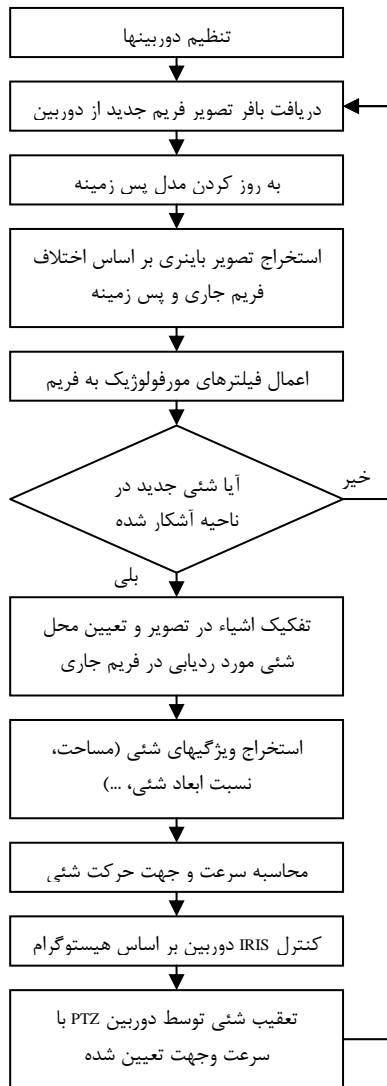 تنظیم دوربینها
دریافت بافر تصویر فریم جدید از دوربین
به روز کردن مدل پس زمینه
استخراج تصویر باینری بر اساس اختلاف
فریم جاری و پس زمینه
اعمال فیلترهای مورفولوژیک به فریم
آیا شئی جدید در
ناحیه آشکار شده
خیر
بلی
تفکیک اشیاء در تصویر و تعیین محل
شئی مورد ردیابی در فریم جاری
استخراج ویژگیهای شئی (مساحت،
نسبت ابعاد شئی، ...)
محاسبه سرعت و جهت حرکت شئی
کنترل IRIS دوربین بر اساس هیستوگرام
تعقیب شئی توسط دوربین PTZ با
سرعت وجهت تعیین شده